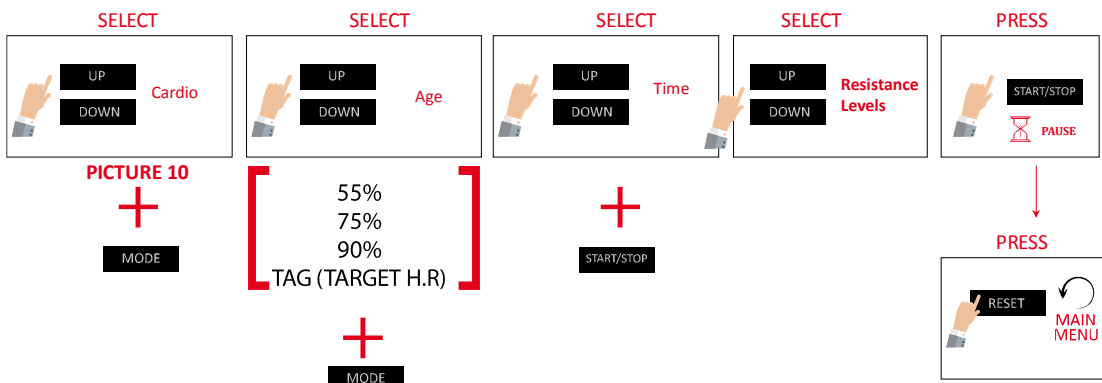 SELECT
UP
DOWN
Cardio
PICTURE 10
MODE
SELECT
UP
DOWN
Age
55%
75%
90%
TAG (TARGET H.R)
MODE
SELECT
UP
DOWN
Time
START/STOP
SELECT
UP
DOWN
Resistance
Levels
PRESS
START/STOP
PAUSE
PRESS
RESET
MAIN
MENU